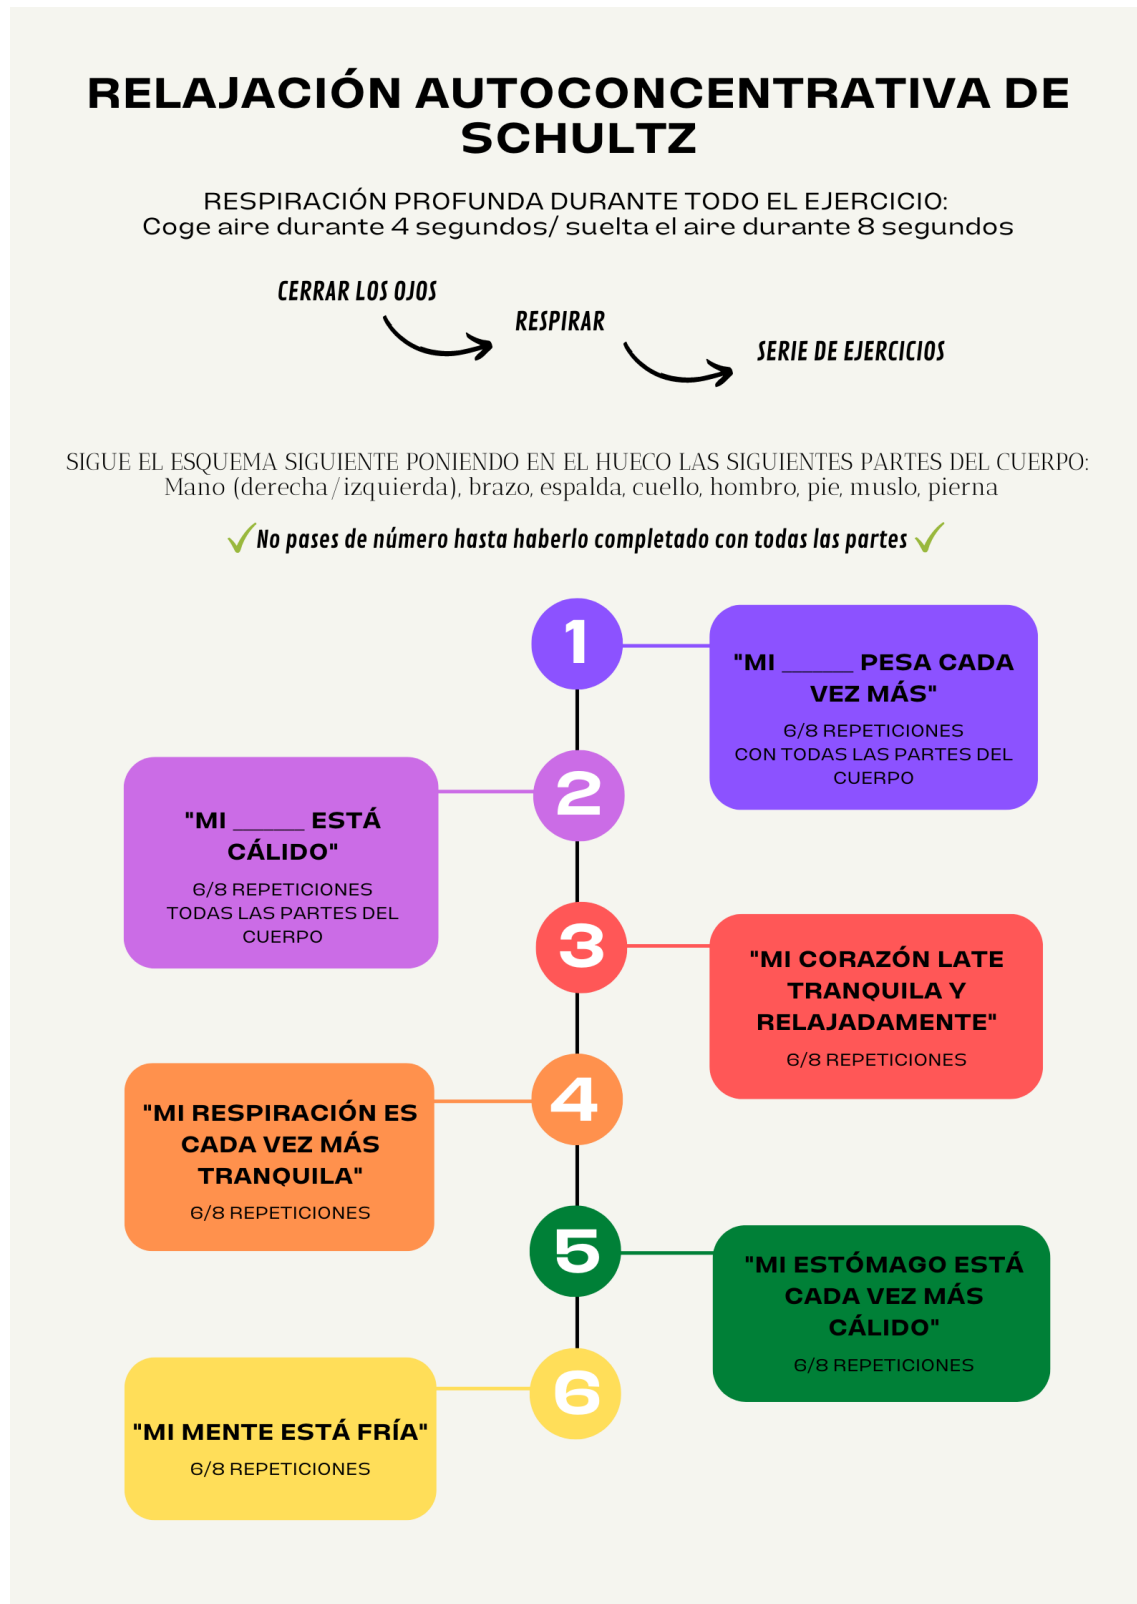 RELAJACIÓN AUTOCONCENTRATIVA DE
SCHULTZ
RESPIRACIÓN PROFUNDA DURANTE TODO EL EJERCICIO:
Coge aire durante 4 segundos/ suelta el aire durante 8 segundos
CERRAR LOS OJOS
RESPIRAR
SERIE DE EJERCICIOS
SIGUE EL ESQUEMA SIGUIENTE PONIENDO EN EL HUECO LAS SIGUIENTES PARTES DEL CUERPO:
Mano (derecha/izquierda), brazo, espalda, cuello, hombro, pie, muslo, pierna
No pases de número hasta haberlo completado con todas las partes
1
"MI ______ PESA CADA
VEZ MÁS"
6/8 REPETICIONES
CON TODAS LAS PARTES DEL
CUERPO
2
"MI ______ ESTÁ
CÁLIDO"
6/8 REPETICIONES
TODAS LAS PARTES DEL
CUERPO
3
"MI CORAZÓN LATE
TRANQUILA Y
RELAJADAMENTE"
6/8 REPETICIONES
4
"MI RESPIRACIÓN ES
CADA VEZ MÁS
TRANQUILA"
6/8 REPETICIONES
5
"MI ESTÓMAGO ESTÁ
CADA VEZ MÁS
CÁLIDO"
6/8 REPETICIONES
6
"MI MENTE ESTÁ FRÍA"
6/8 REPETICIONES